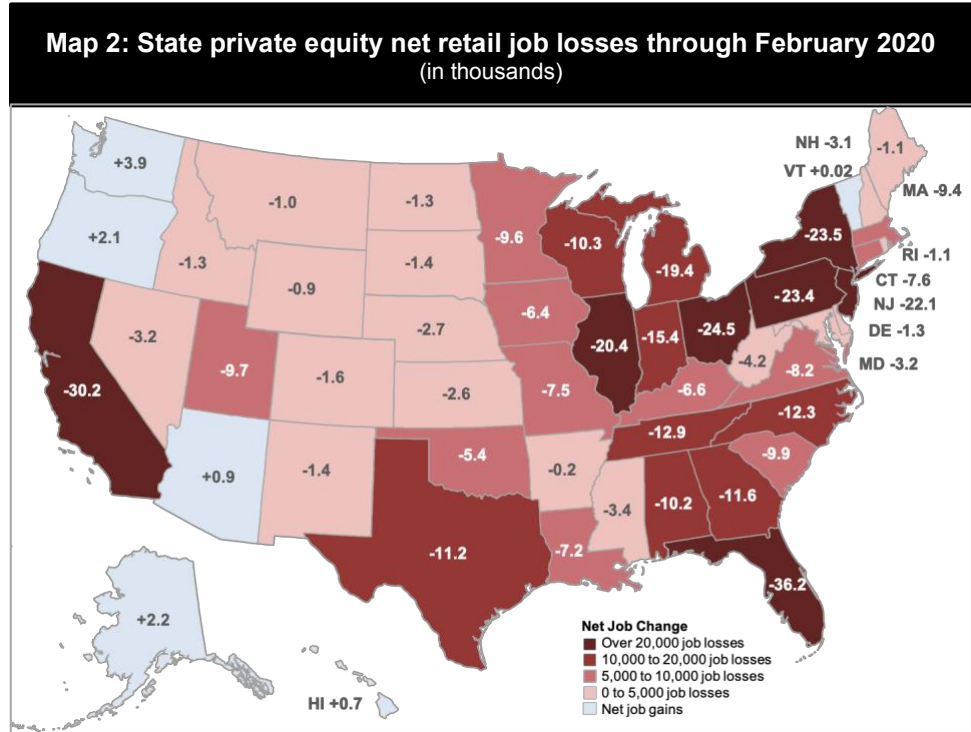 Map 2: State private equity net retail job losses through February 2020
(in thousands)
NH -3.1
-1.1
+3.9
VT +0.02
MA -9.4
-1.0
-1.3
+2.1
-9.6
-10.3
-23.5
-1.3
-1.4
-19.4
RI -1.1
CT -7.6
-0.9
-23.4
NJ -22.1
-6.4
-2.7
-24.5
DE -1.3
-3.2
-20.4
-15.4
-4.2
MD -3.2
-9.7
-1.6
-8.2
-30.2
-2.6
-7.5
-6.6
-12.3
-12.9
-5.4
-9.9
+0.9
-1.4
-0.2
-3.4
-10.2
-11.6
-11.2
-7.2
-36.2
+2.2
HI +0.7
Net Job Change
Over 20,000 job losses
10,000 to 20,000 job losses
5,000 to 10,000 job losses
0 to 5,000 job losses
Net job gains